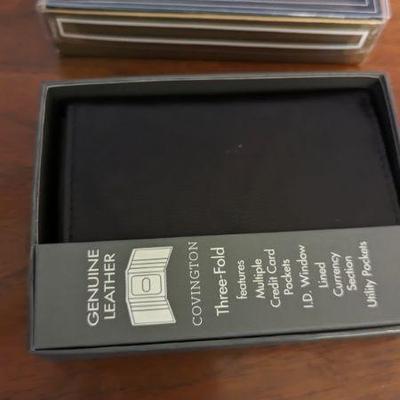 GENUINE
LEATHER
COVINGTON
Three-Fold
features
Multiple
Credit Card
Pockets
I.D. Window
Lined
Currency
Section
Utility Pockets